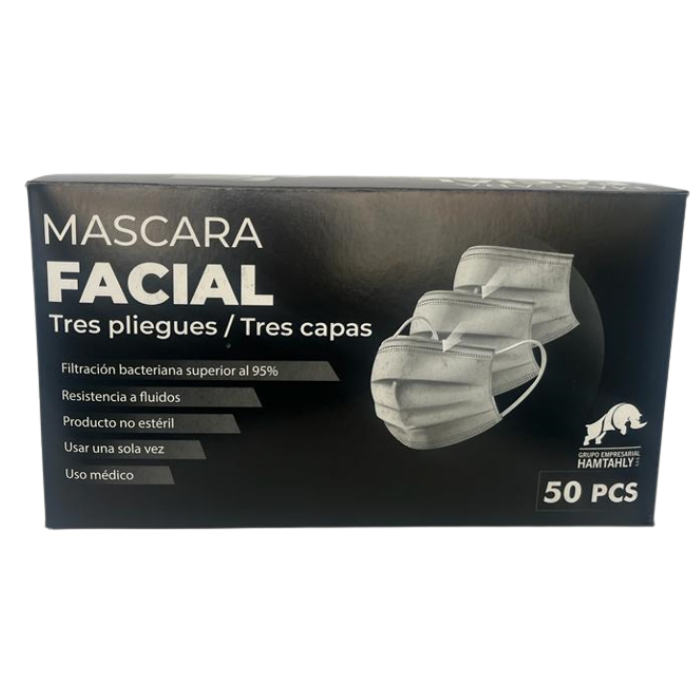 MASCARA
FACIAL
Tres pliegues / Tres capas
Filtración bacteriana superior al 95%
Resistencia a fluidos
Producto no estéril
Usar una sola vez
Uso médico
GRUPO EMPRESARIAL
HAMTAHLY
50 PCS